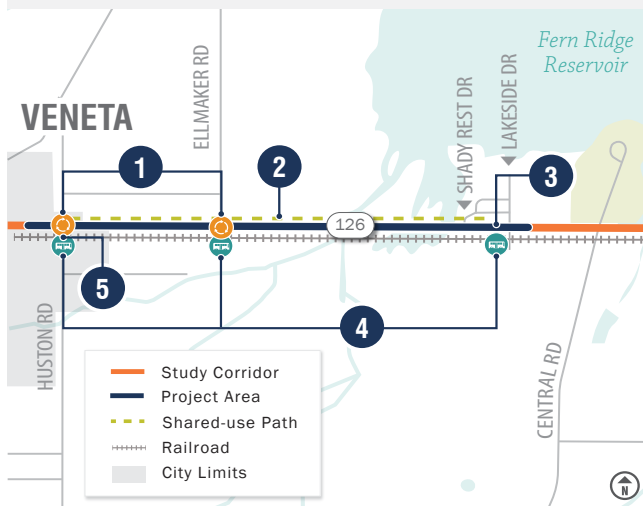 Fern Ridge
Reservoir
ELLMAKER RD
SHADY REST DR
LAKESIDE DR
VENETA
1
2
3
126
5
4
HUSTON RD
CENTRAL RD
Study Corridor
Project Area
Shared-use Path
Railroad
City Limits
N